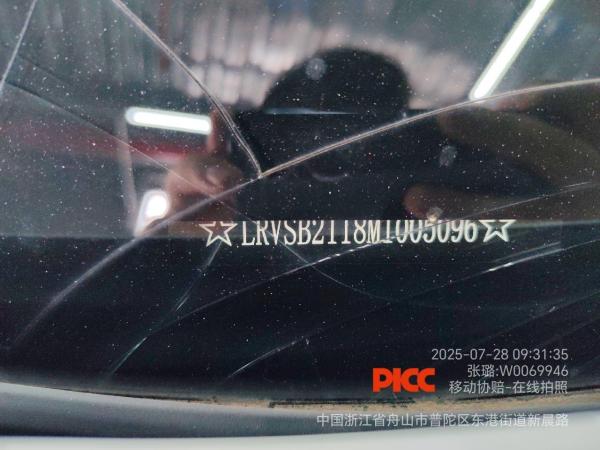 ☆LRVSB2118M1005096☆
2025-07-28 09:31:35
张璐:W0069946
PICC 移动协赔-在线拍照
中国浙江省舟山市普陀区东港街道新晨路